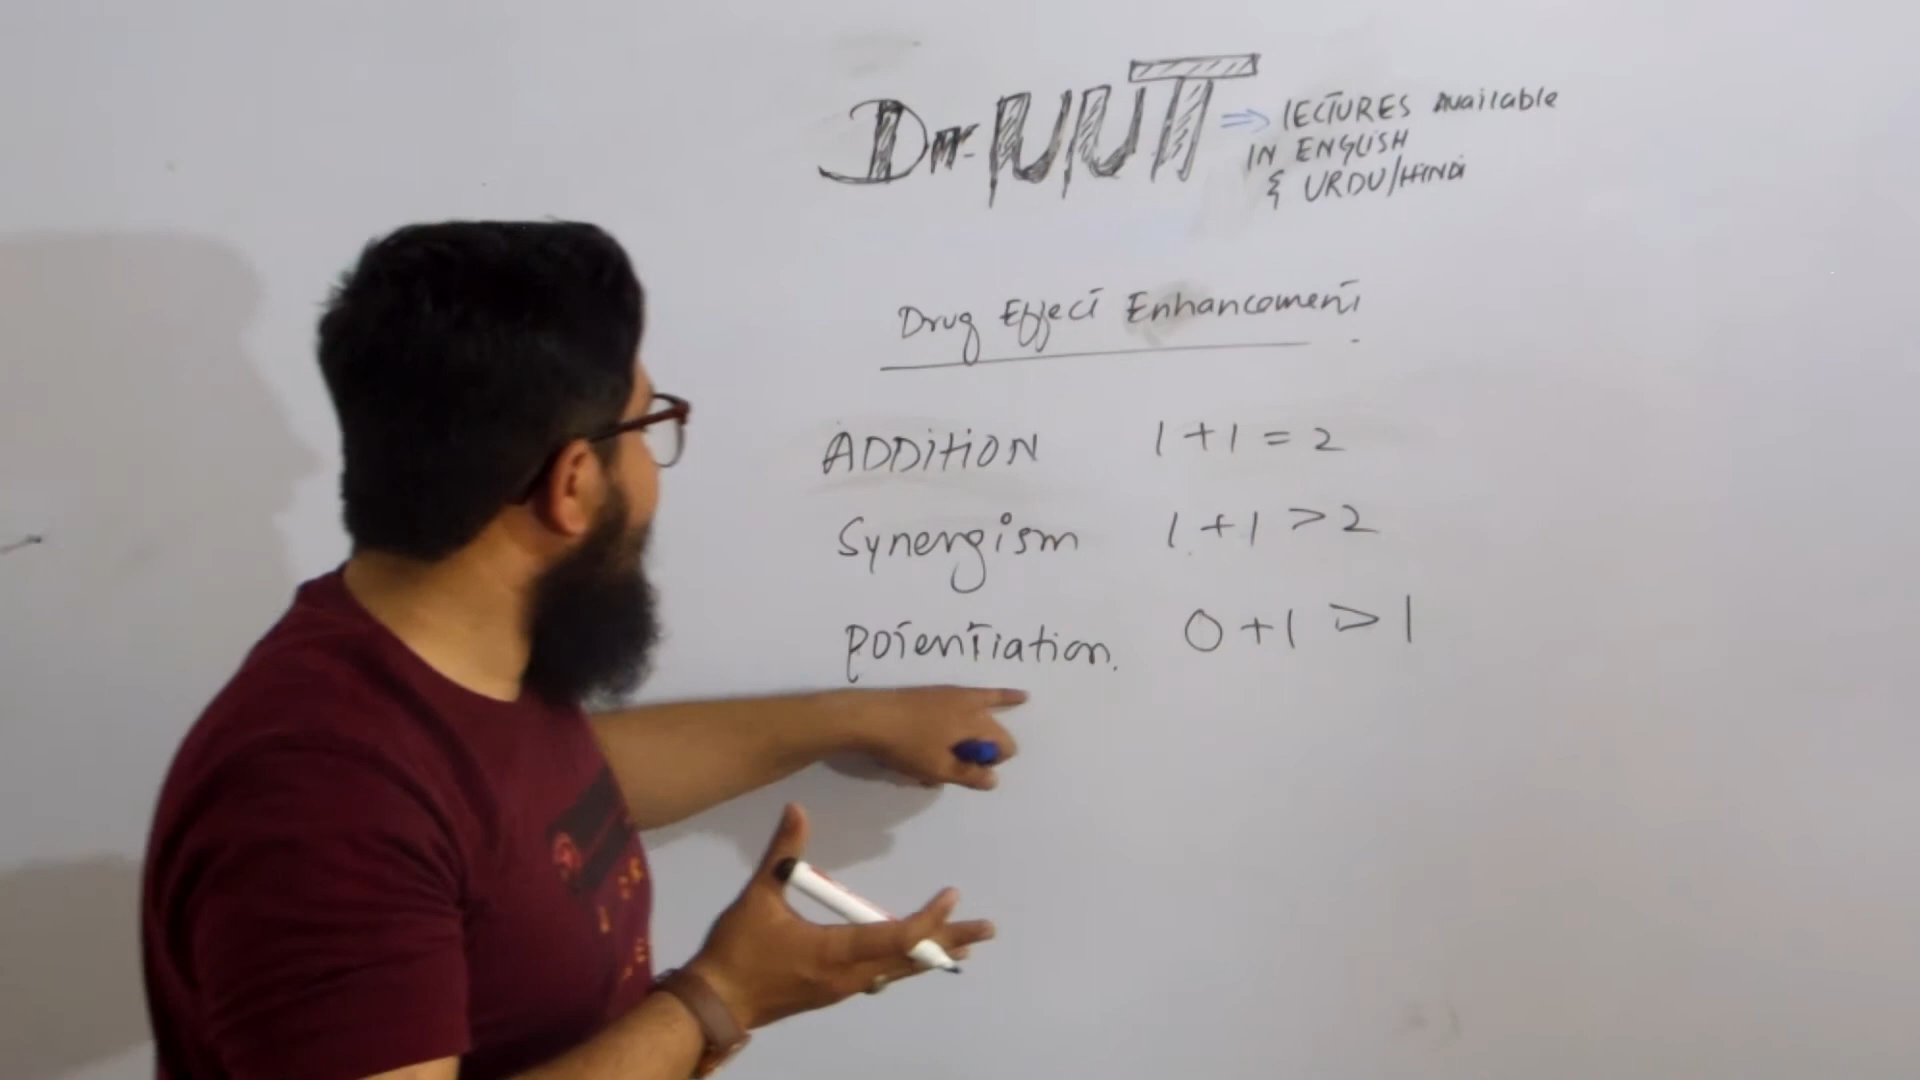 Dr. UUT ⇒ LECTURES Available
IN ENGLISH
& URDU/HINDI
Drug Effect Enhancement
ADDITION 1 + 1 = 2
Synergism 1 + 1 > 2
Potentiation. 0 + 1 > 1